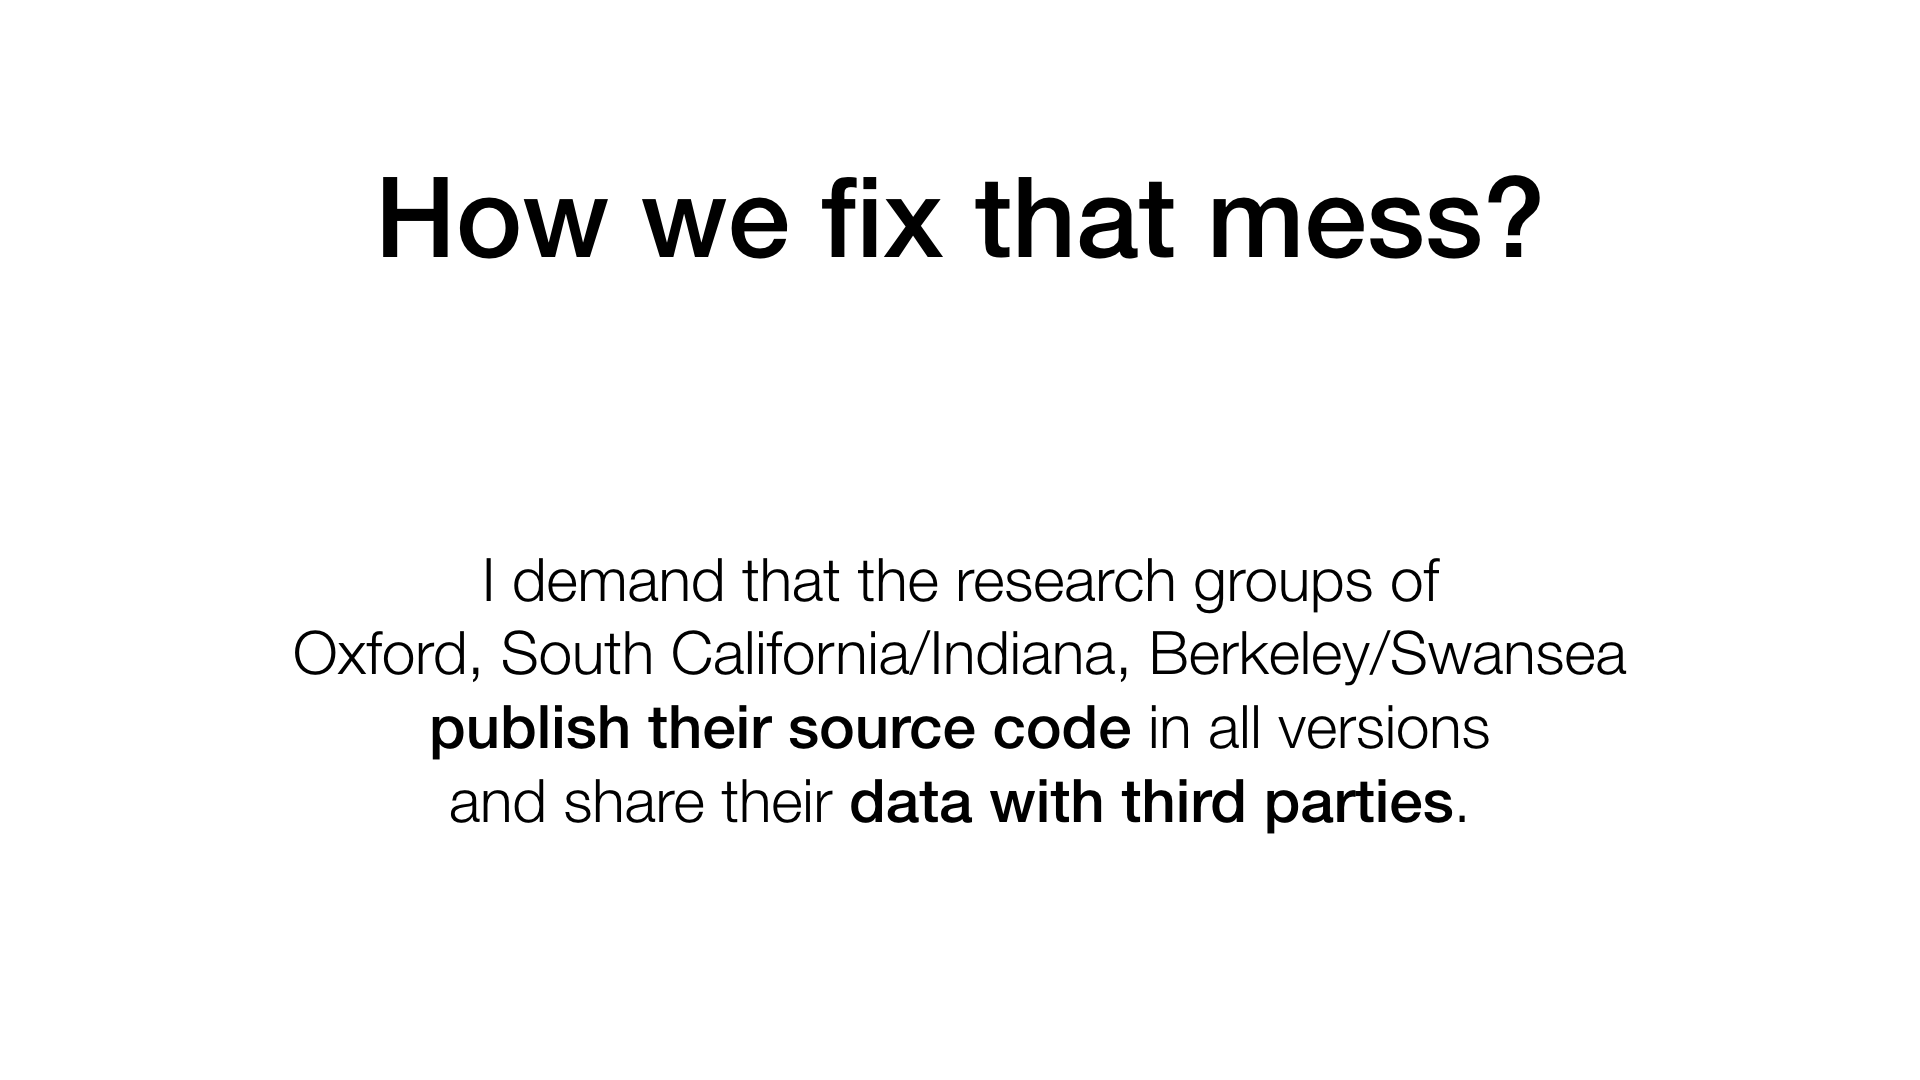 How we fix that mess?
I demand that the research groups of
Oxford, South California/Indiana, Berkeley/Swansea
publish their source code in all versions
and share their data with third parties.